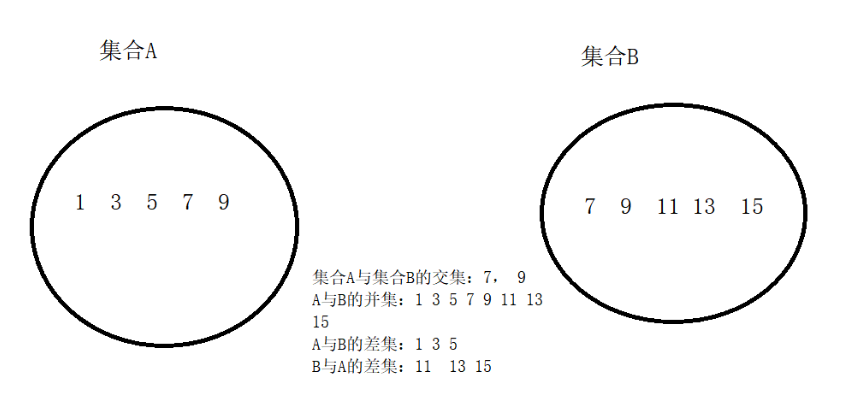 集合A
集合B
1 3 5 7 9
7 9 11 13 15
集合A与集合B的交集：7， 9
A与B的并集：1 3 5 7 9 11 13
15
A与B的差集：1 3 5
B与A的差集：11 13 15